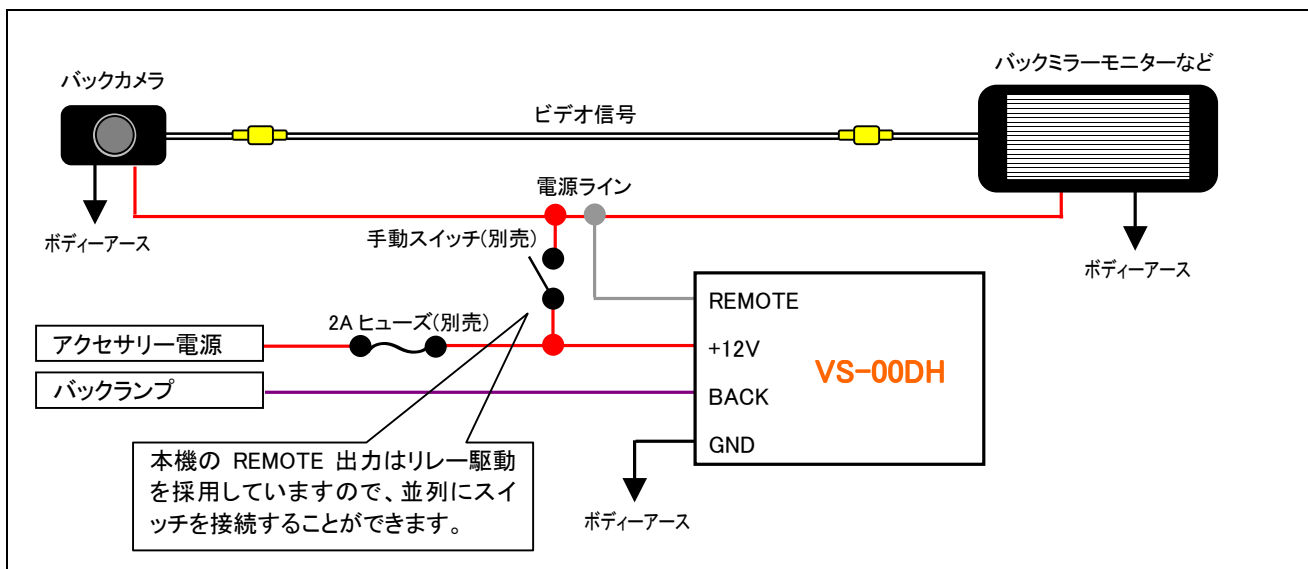 バックカメラ
バックミラーモニターなど
ビデオ信号
電源ライン
ボディーアース
手動スイッチ(別売)
ボディーアース
REMOTE
2A ヒューズ(別売)
アクセサリー電源
+12V
VS-00DH
バックランプ
BACK
GND
本機の REMOTE 出力はリレー駆動
を採用していますので、並列にスイ
ッチを接続することができます。
ボディーアース